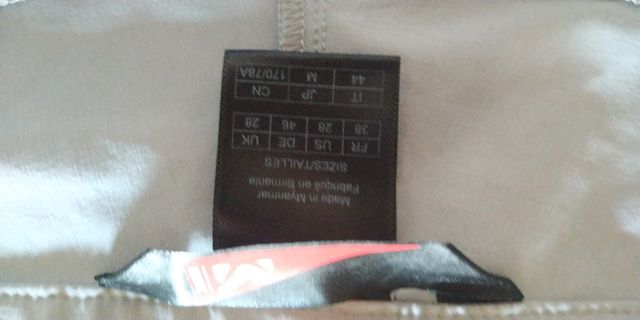 Made in Myanmar
Fabriqué en Birmanie
SIZES/TAILLES
FR US DE UK
38 28 46 28
IT JP CN
44 M 170/78A